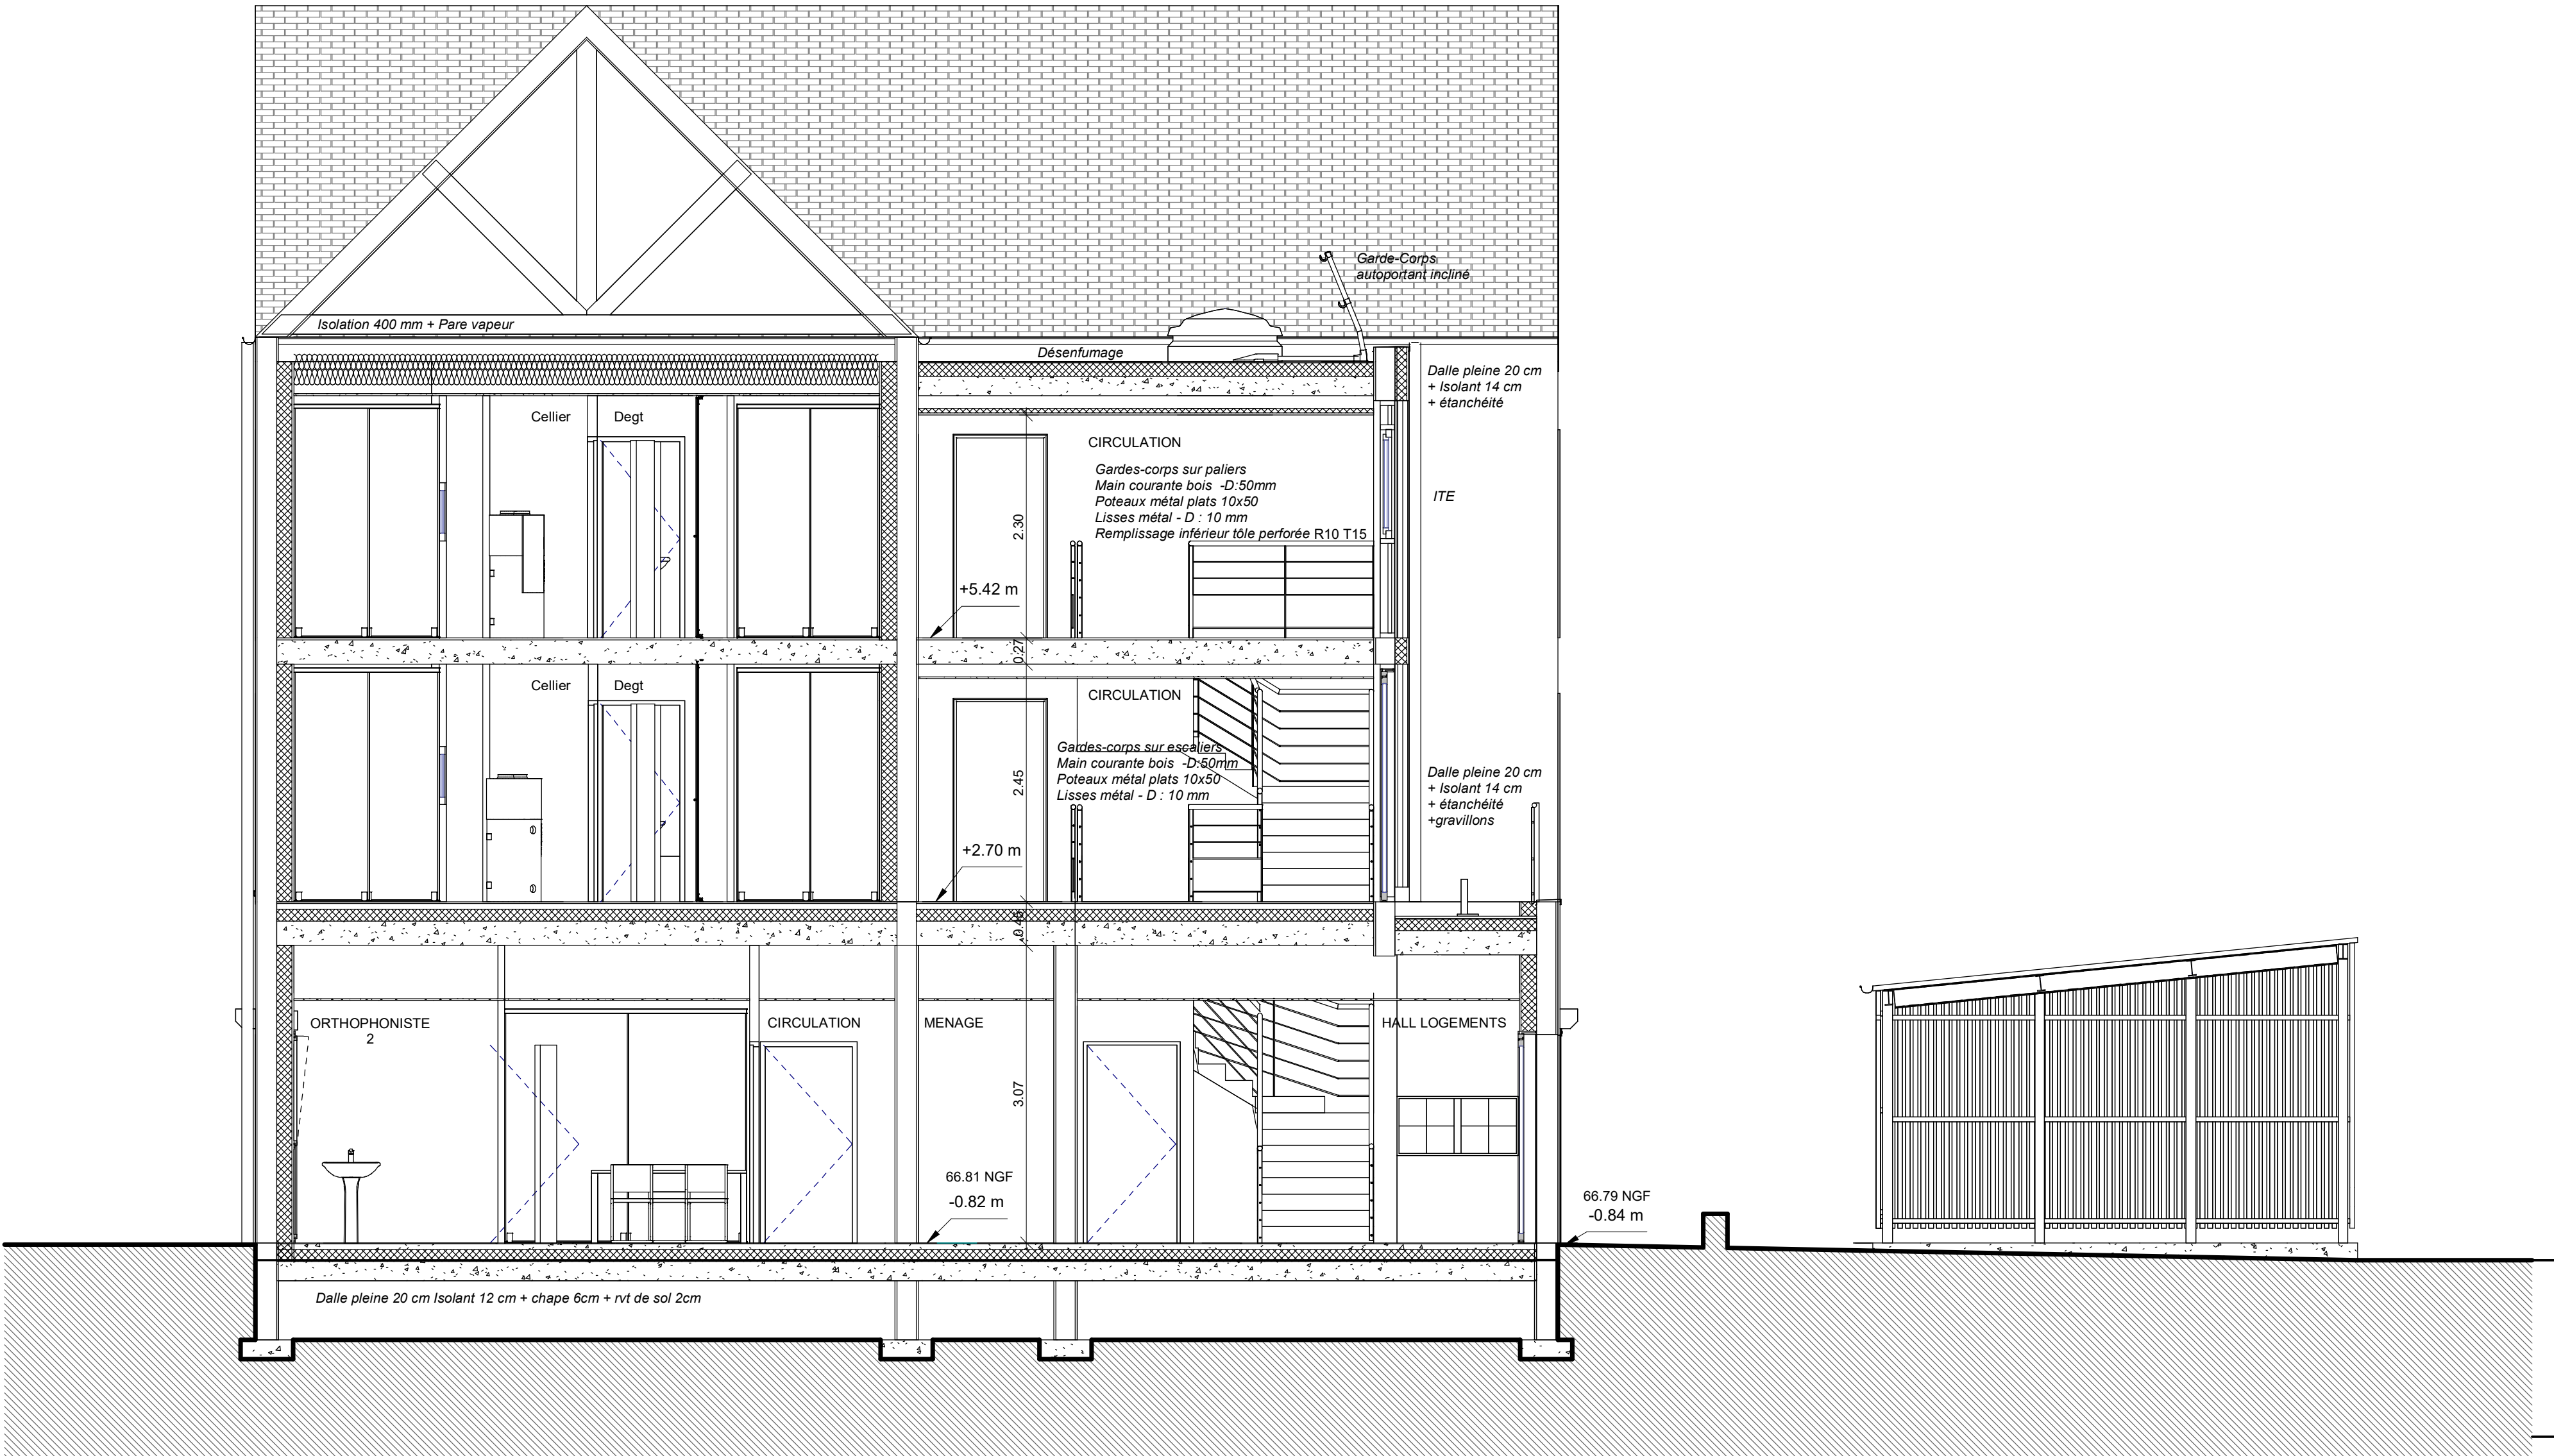 Garde-Corps
autoportant incliné
Isolation 400 mm + Pare vapeur
Désenfumage
Dalle pleine 20 cm
+ Isolant 14 cm
+ étanchéité
Cellier
Degt
CIRCULATION
Gardes-corps sur paliers
Main courante bois -D:50mm
Poteaux métal plats 10x50
Lisses métal - D : 10 mm
Remplissage inférieur tôle perforée R10 T15
ITE
2.30
+5.42 m
0.27
Cellier
Degt
CIRCULATION
Gardes-corps sur escaliers
Main courante bois -D:50mm
Poteaux métal plats 10x50
Lisses métal - D : 10 mm
2.45
Dalle pleine 20 cm
+ Isolant 14 cm
+ étanchéité
+gravillons
+2.70 m
0.45
ORTHOPHONISTE
2
CIRCULATION
MENAGE
HALL LOGEMENTS
3.07
66.81 NGF
-0.82 m
66.79 NGF
-0.84 m
Dalle pleine 20 cm Isolant 12 cm + chape 6cm + rvt de sol 2cm